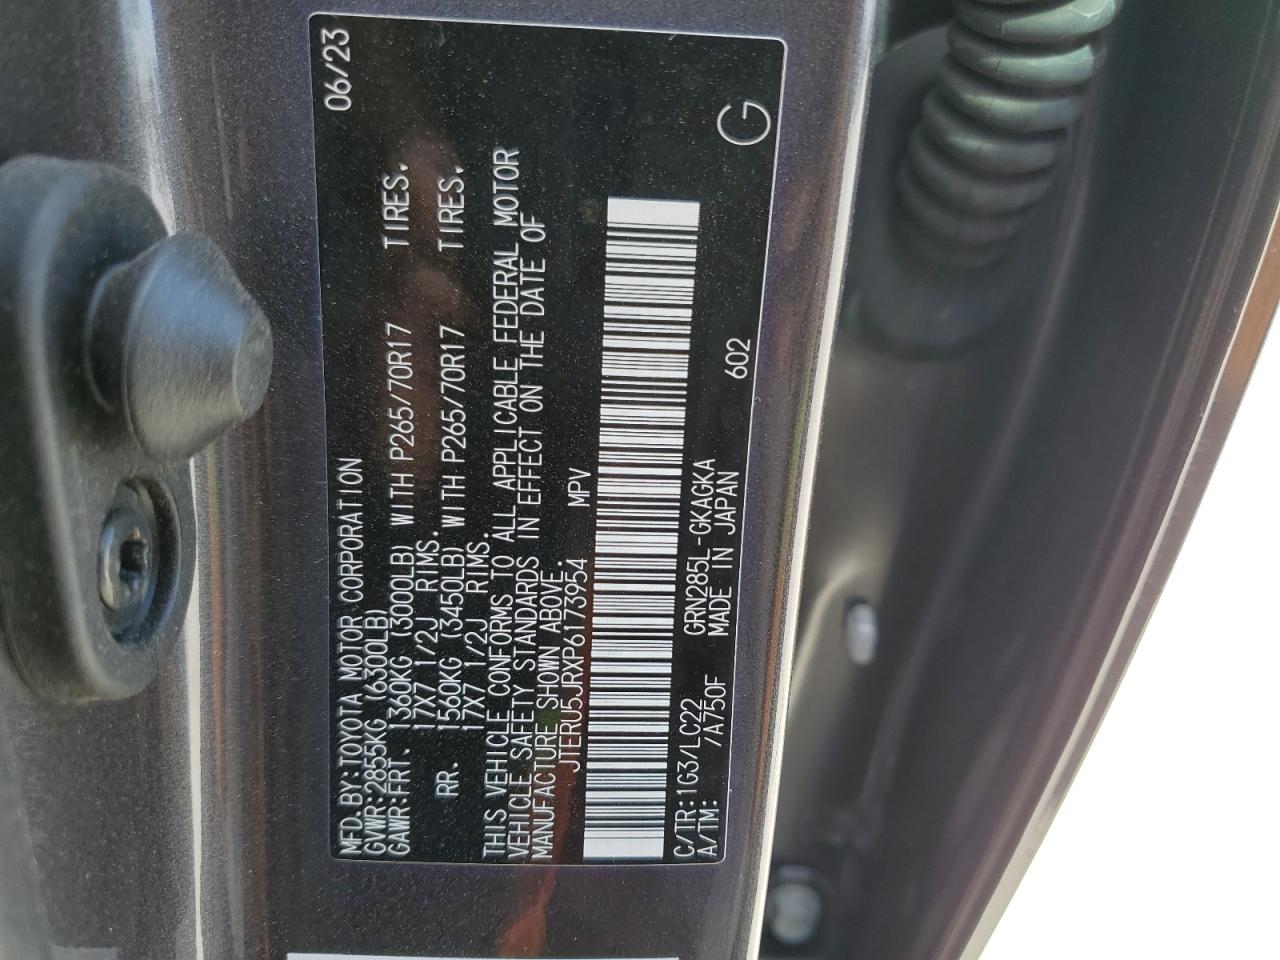 MFD.BY:TOYOTA MOTOR CORPORATION 06/23
GVWR:2855KG (6300LB)
GAWR:FRT. 1360KG (3000LB) WITH P265/70R17 TIRES.
17X7 1/2J RIMS.
RR. 1560KG (3450LB) WITH P265/70R17 TIRES.
17X7 1/2J RIMS.
THIS VEHICLE CONFORMS TO ALL APPLICABLE FEDERAL MOTOR
VEHICLE SAFETY STANDARDS IN EFFECT ON THE DATE OF
MANUFACTURE SHOWN ABOVE.
JTERU5JRXP6173954 MPV
C/TR:1G3/LC22 GRN285L-GKAGKA
A/TM: /A750F MADE IN JAPAN 602 G